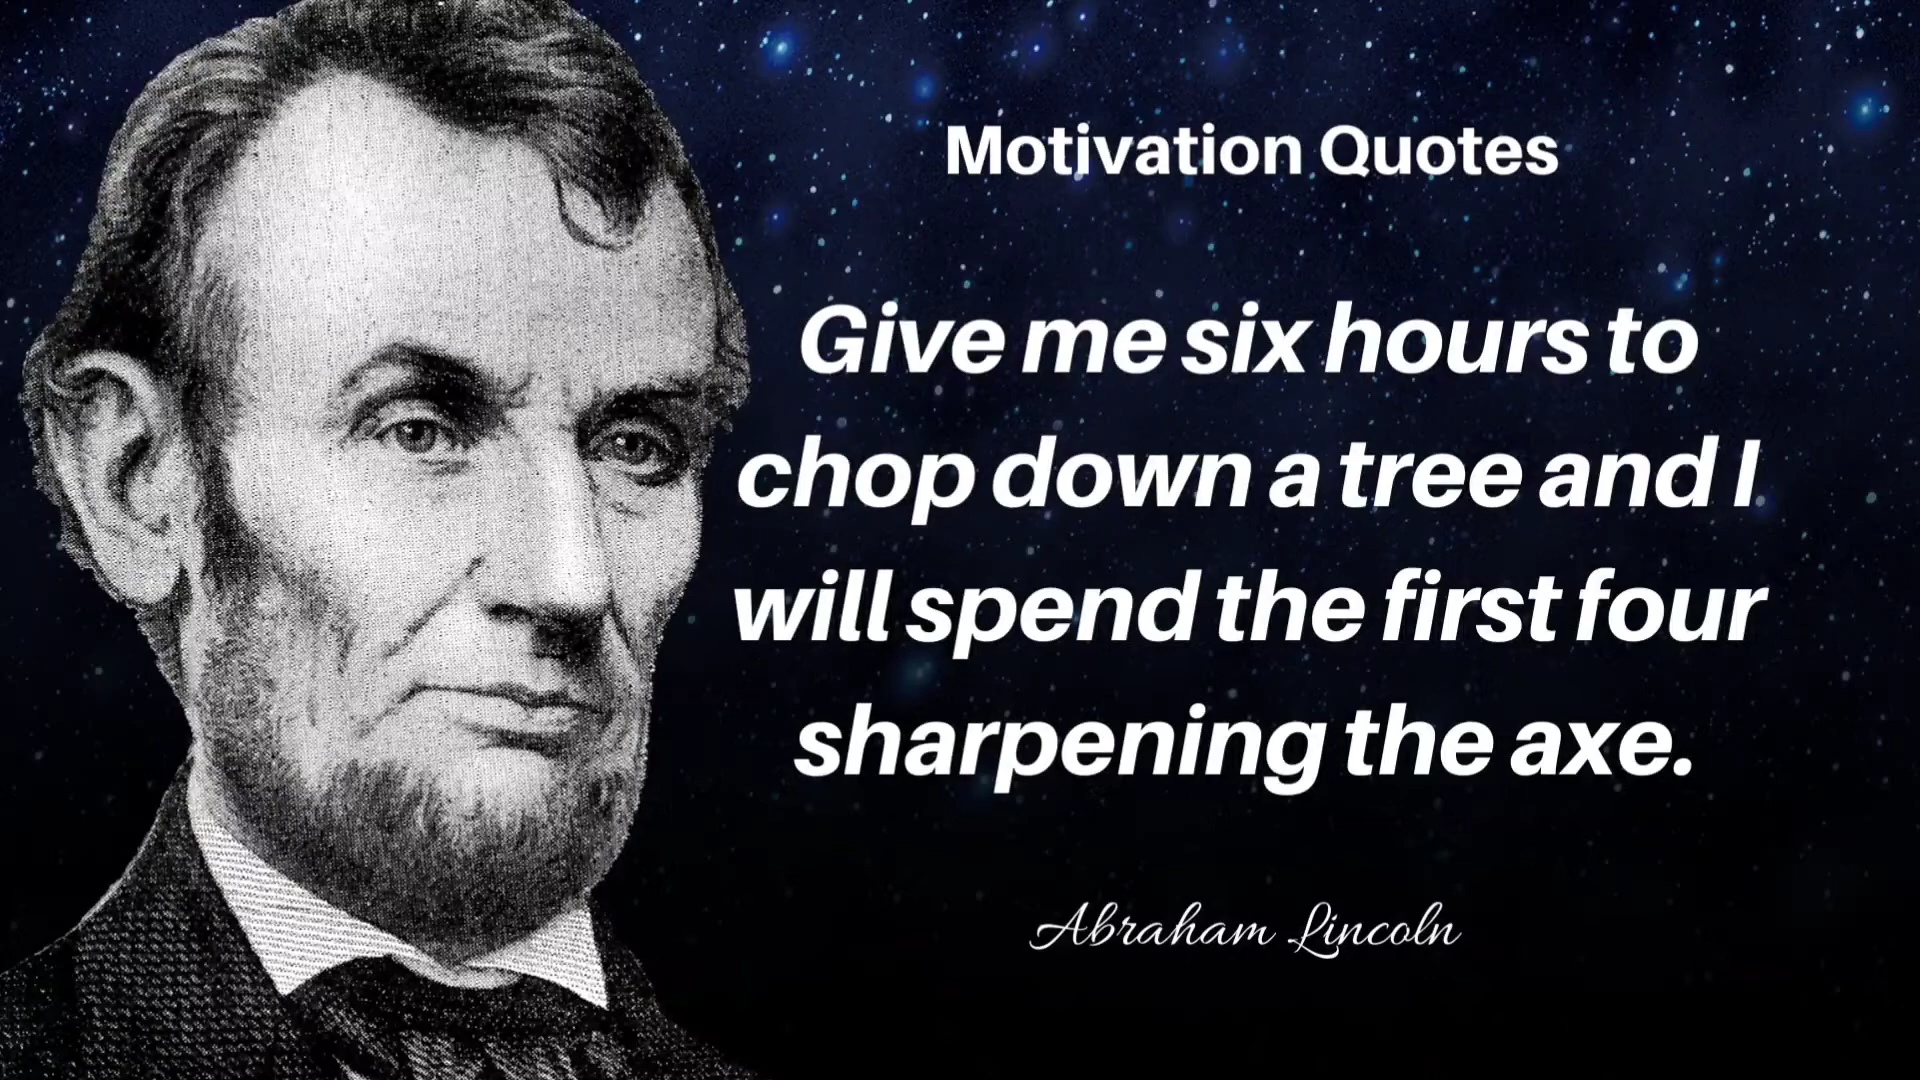 Motivation Quotes
Give me six hours to
chop down a tree and I
will spend the first four
sharpening the axe.
Abraham Lincoln